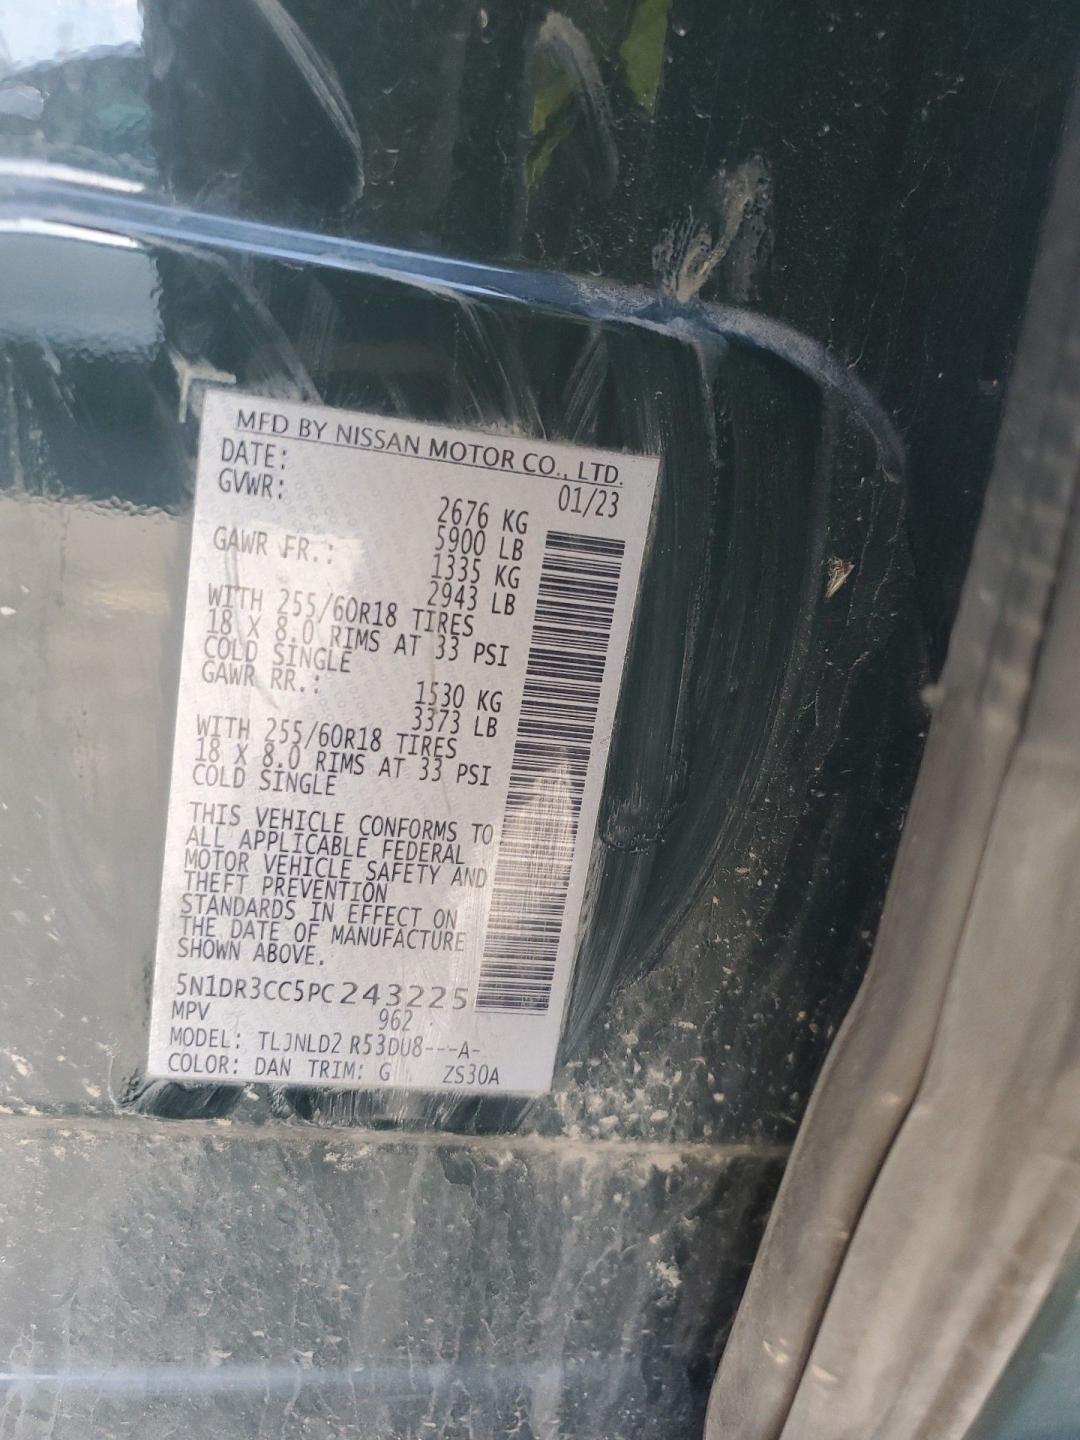 MFD BY NISSAN MOTOR CO., LTD.
DATE: 01/23
GVWR: 2676 KG
5900 LB
GAWR FR.: 1335 KG
2943 LB
WITH 255/60R18 TIRES
18 X 8.0 RIMS AT 33 PSI
COLD SINGLE
GAWR RR.: 1530 KG
3373 LB
WITH 255/60R18 TIRES
18 X 8.0 RIMS AT 33 PSI
COLD SINGLE
THIS VEHICLE CONFORMS TO
ALL APPLICABLE FEDERAL
MOTOR VEHICLE SAFETY AND
THEFT PREVENTION
STANDARDS IN EFFECT ON
THE DATE OF MANUFACTURE
SHOWN ABOVE.
5N1DR3CC5PC243225
MPV 962
MODEL: TLJNLD2 R53DU8---A-
COLOR: DAN TRIM: G ZS30A